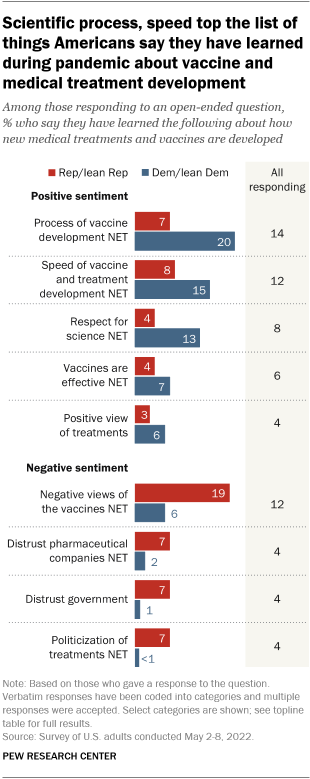 Scientific process, speed top the list of
things Americans say they have learned
during pandemic about vaccine and
medical treatment development
Among those responding to an open-ended question,
% who say they have learned the following about how
new medical treatments and vaccines are developed
Rep/lean Rep Dem/lean Dem All responding
Positive sentiment
Process of vaccine
development NET
7
20
14
Speed of vaccine
and treatment
development NET
8
15
12
Respect for
science NET
4
13
8
Vaccines are
effective NET
4
7
6
Positive view
of treatments
3
6
4
Negative sentiment
Negative views of
the vaccines NET
19
6
12
Distrust pharmaceutical
companies NET
7
2
4
Distrust government
7
1
4
Politicization of
treatments NET
7
<1
4
Note: Based on those who gave a response to the question.
Verbatim responses have been coded into categories and multiple
responses were accepted. Select categories are shown; see topline
table for full results.
Source: Survey of U.S. adults conducted May 2-8, 2022.
PEW RESEARCH CENTER